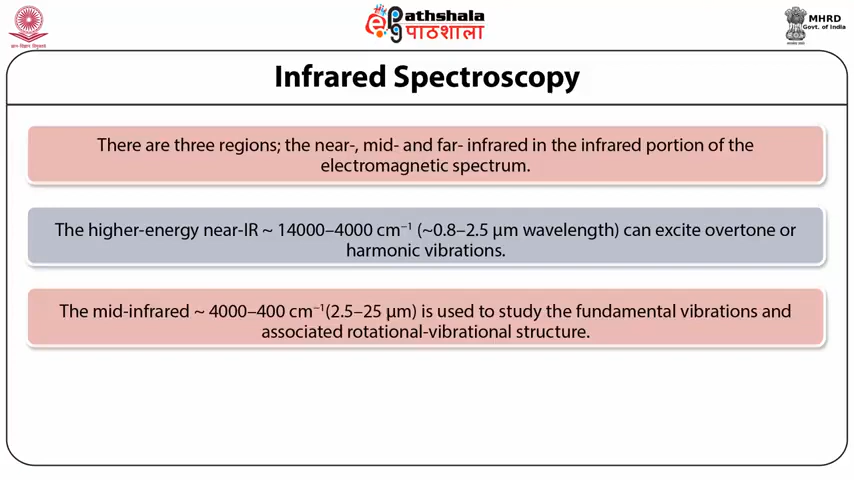 ज्ञान-विज्ञान विमुक्तये
ePathshala
पाठशाला
MHRD
Govt. of India
Infrared Spectroscopy
There are three regions; the near-, mid- and far- infrared in the infrared portion of the
electromagnetic spectrum.
The higher-energy near-IR ~ 14000–4000 cm⁻¹ (~0.8–2.5 μm wavelength) can excite overtone or
harmonic vibrations.
The mid-infrared ~ 4000–400 cm⁻¹(2.5–25 μm) is used to study the fundamental vibrations and
associated rotational-vibrational structure.